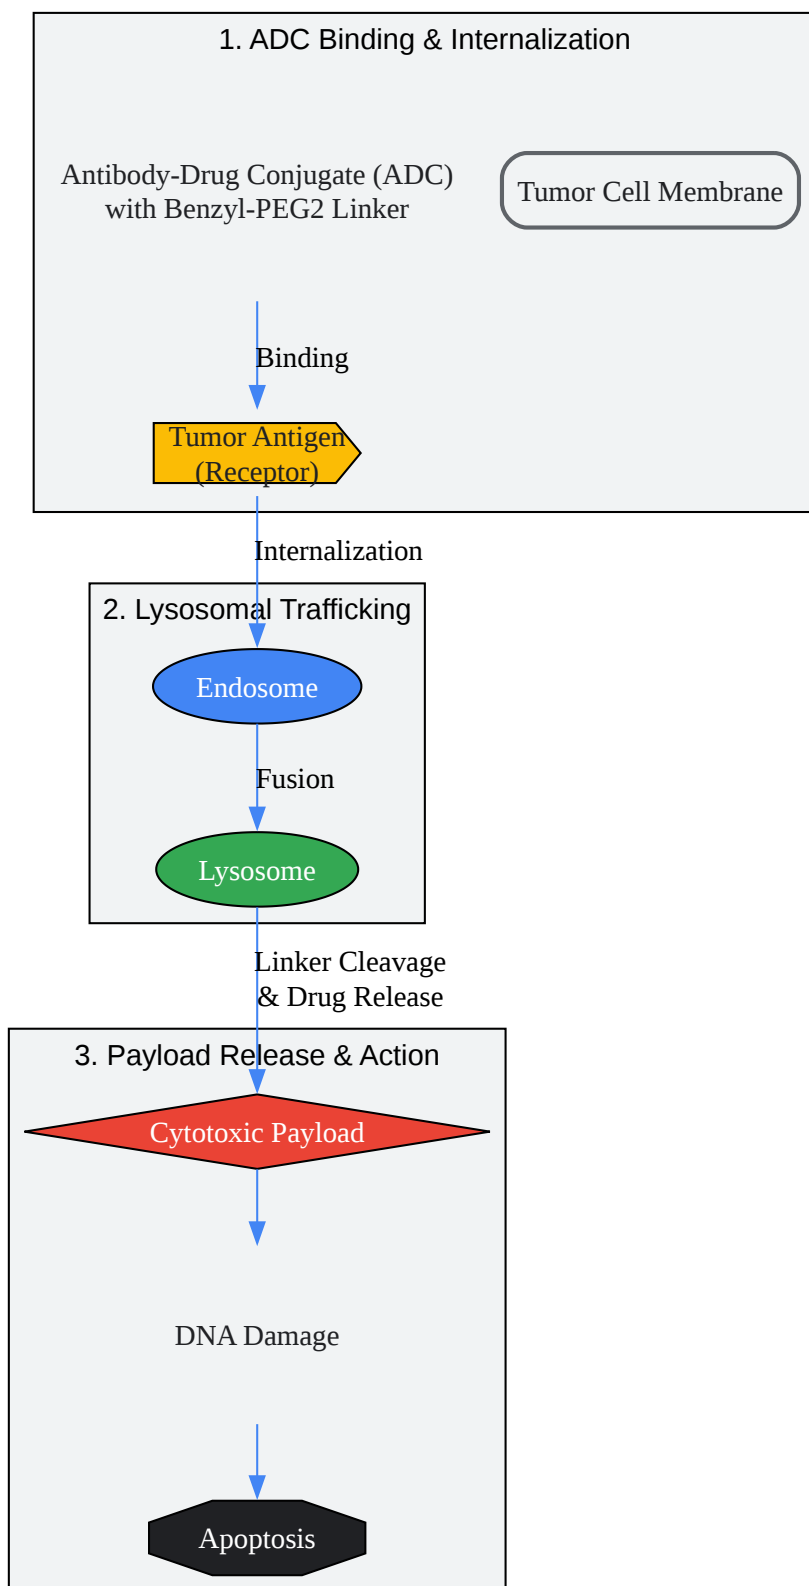 1. ADC Binding & Internalization
Antibody-Drug Conjugate (ADC)
with Benzyl-PEG2 Linker
Tumor Cell Membrane
Binding
Tumor Antigen
(Receptor)
Internalization
2. Lysosomal Trafficking
Endosome
Fusion
Lysosome
Linker Cleavage
& Drug Release
3. Payload Release & Action
Cytotoxic Payload
DNA Damage
Apoptosis